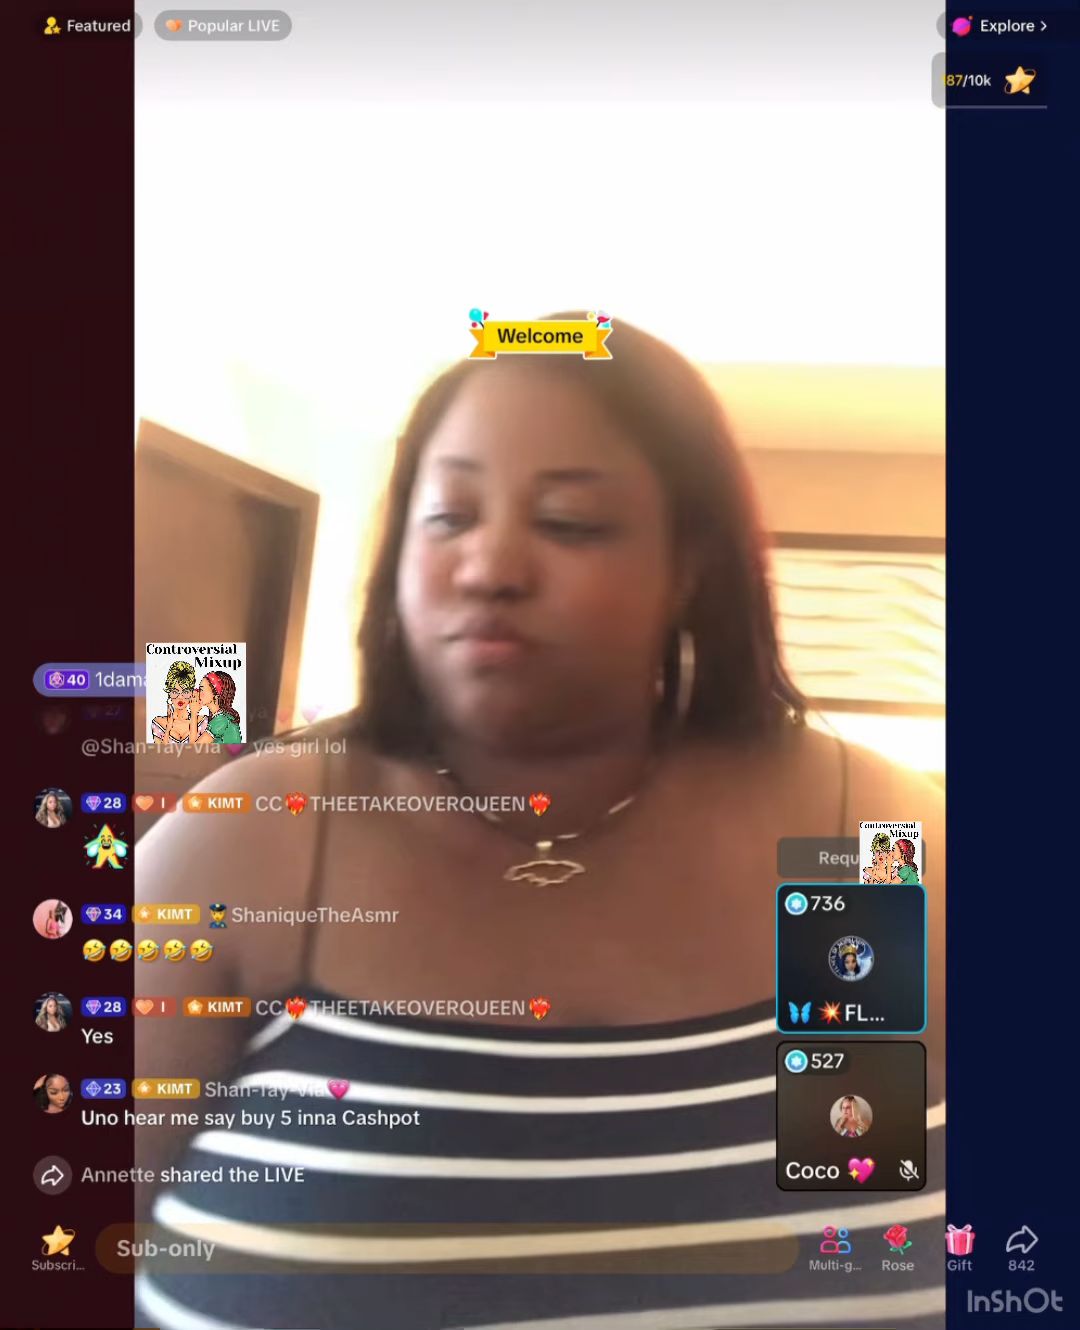 Featured
Popular LIVE
Explore >
87/10k
Welcome
Controversial
Mixup
40 1dam
@Shan-Tay-Via yes girl lol
28 I KIMT CC THEETAKEOVERQUEEN
34 KIMT ShaniqueTheAsmr
28 I KIMT CC THEETAKEOVERQUEEN
Yes
23 KIMT Shan-Tay-Via
Uno hear me say buy 5 inna Cashpot
Annette shared the LIVE
Controversial
Mixup
Requ
736
FL...
527
Coco
Sub-only
Subscri...
Multi-g...
Rose
Gift
842
InShOt